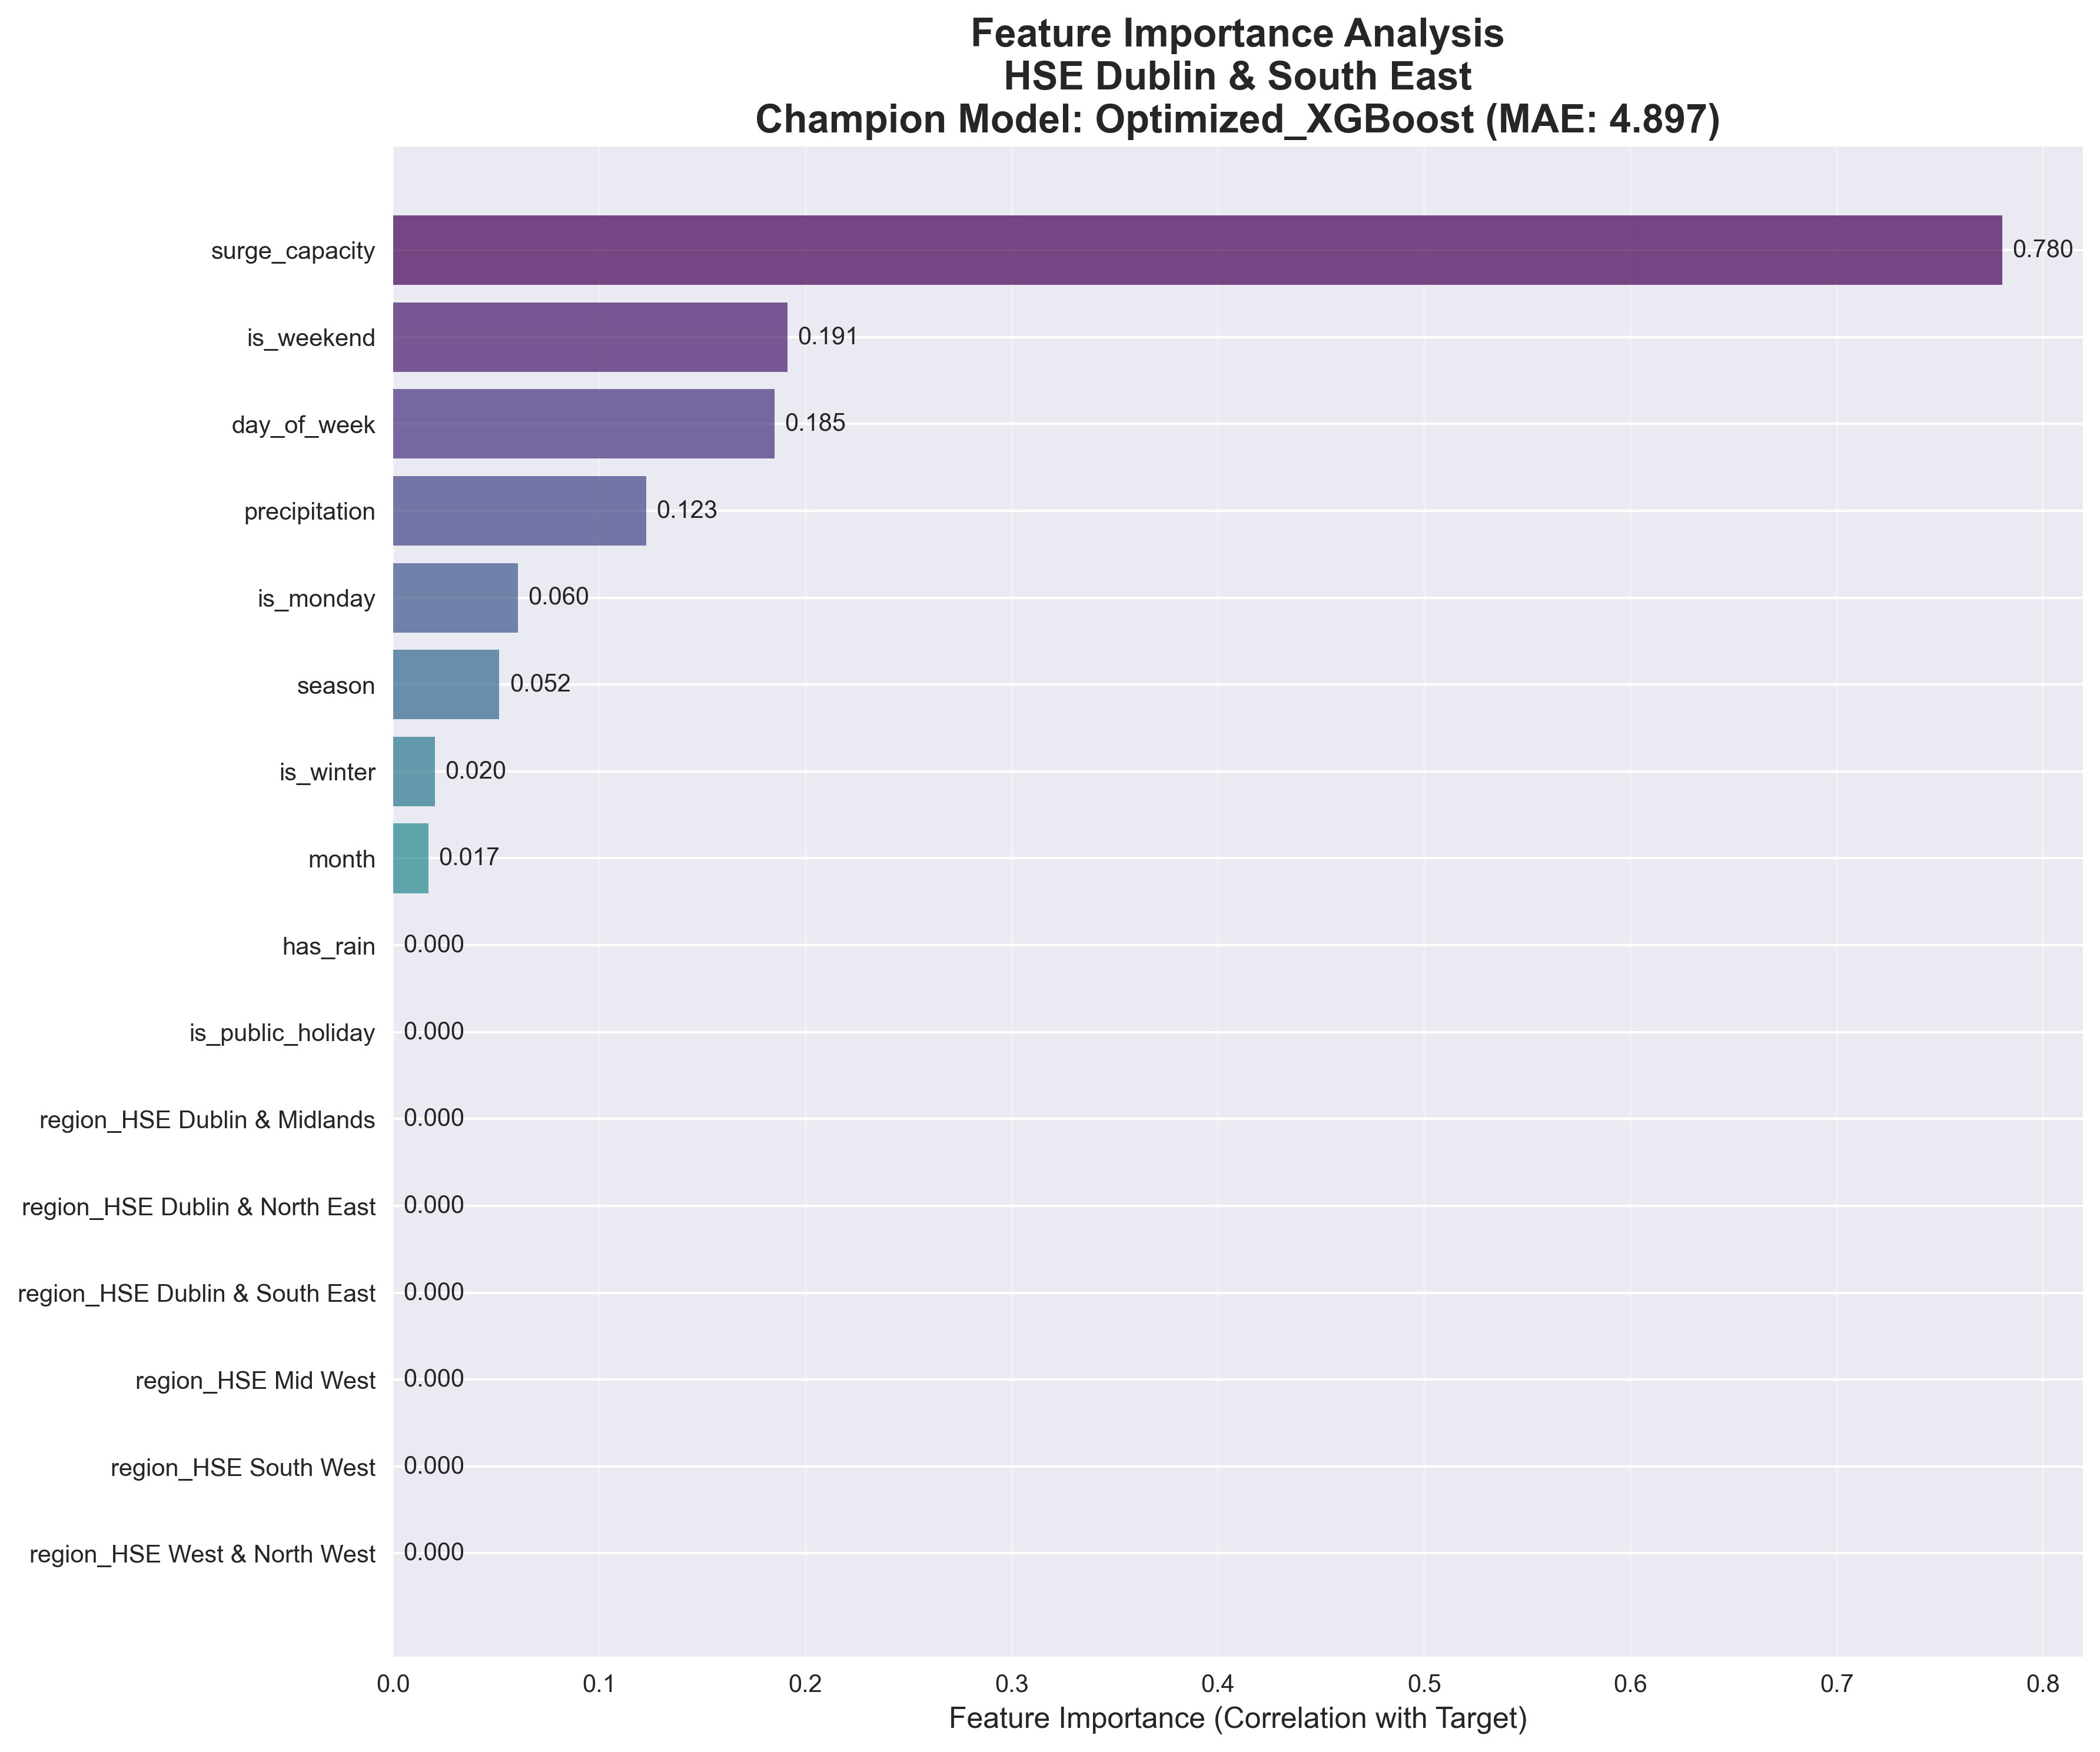 Feature Importance Analysis
HSE Dublin & South East
Champion Model: Optimized_XGBoost (MAE: 4.897)
surge_capacity 0.780
is_weekend 0.191
day_of_week 0.185
precipitation 0.123
is_monday 0.060
season 0.052
is_winter 0.020
month 0.017
has_rain 0.000
is_public_holiday 0.000
region_HSE Dublin & Midlands 0.000
region_HSE Dublin & North East 0.000
region_HSE Dublin & South East 0.000
region_HSE Mid West 0.000
region_HSE South West 0.000
region_HSE West & North West 0.000
0.0 0.1 0.2 0.3 0.4 0.5 0.6 0.7 0.8
Feature Importance (Correlation with Target)